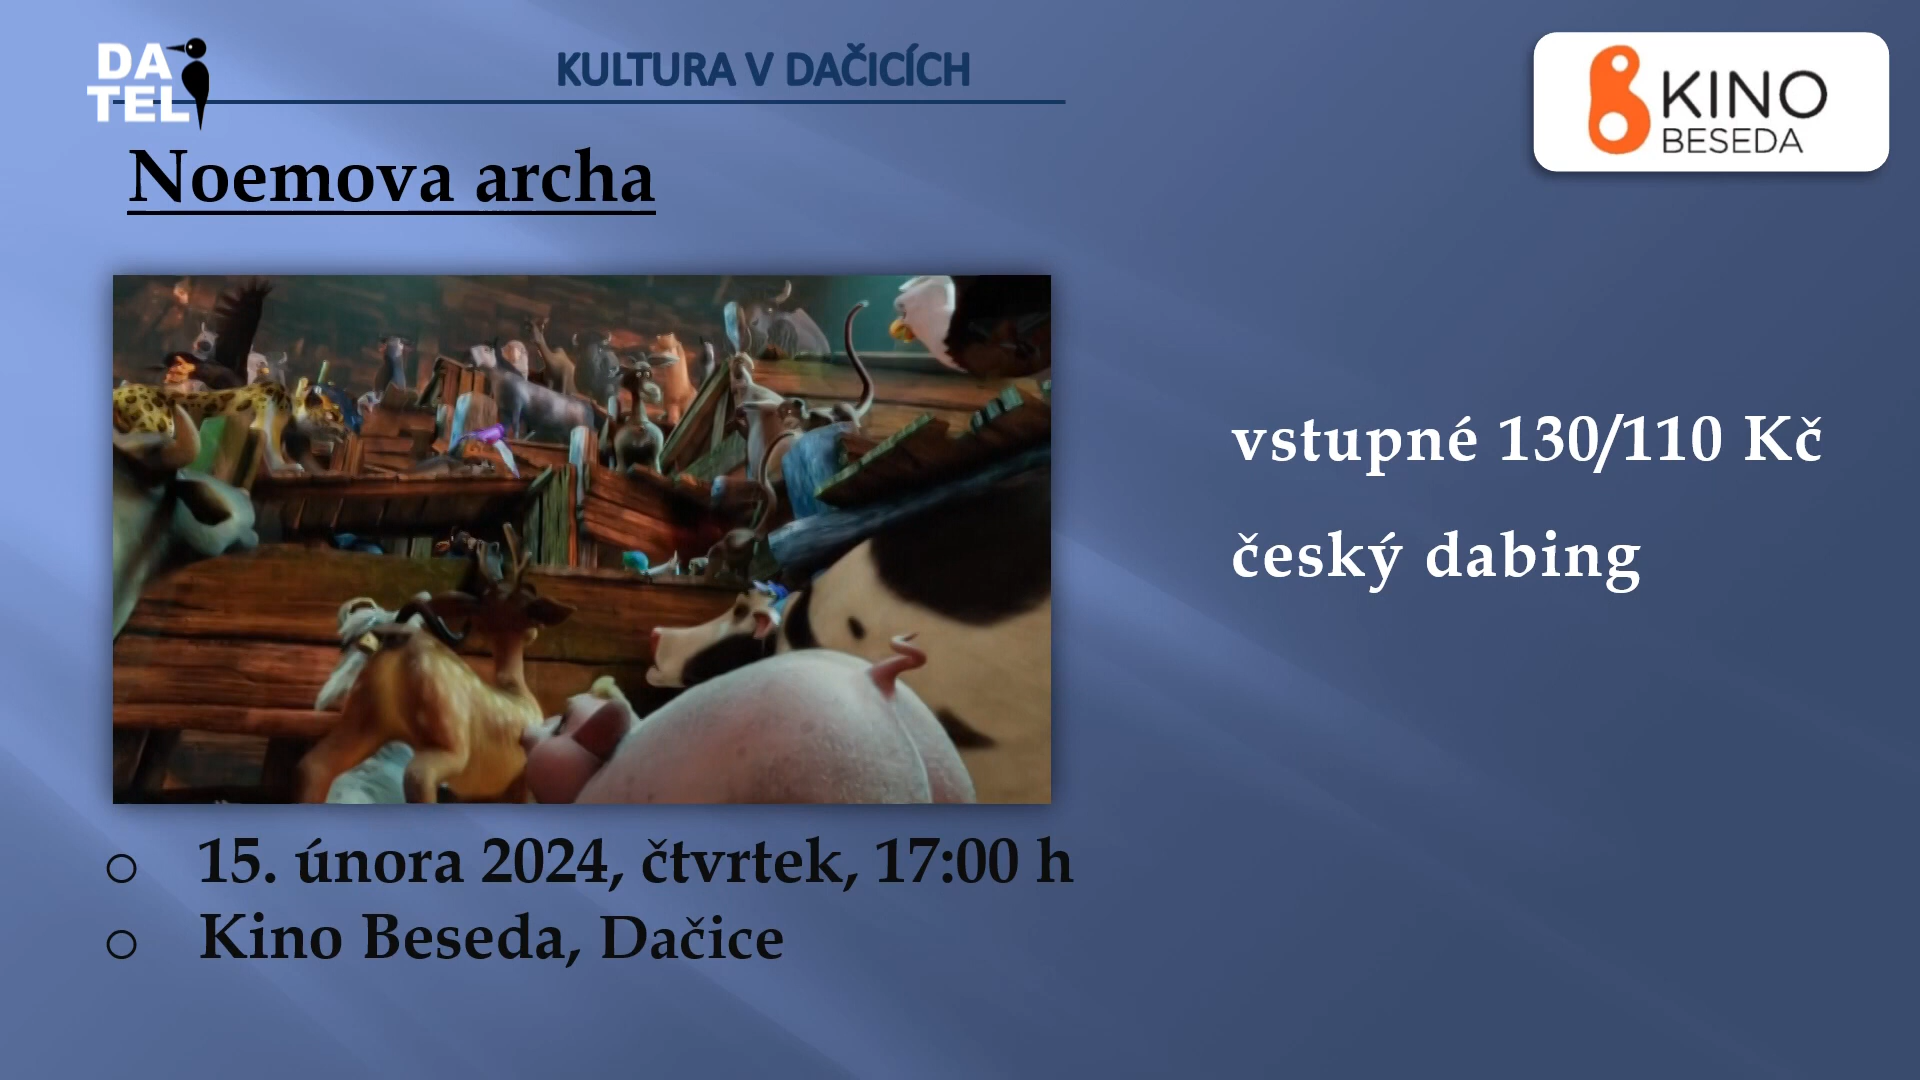 DA
TEL
KULTURA V DAČICÍCH
KINO
BESEDA
Noemova archa
vstupné 130/110 Kč
český dabing
o 15. února 2024, čtvrtek, 17:00 h
o Kino Beseda, Dačice